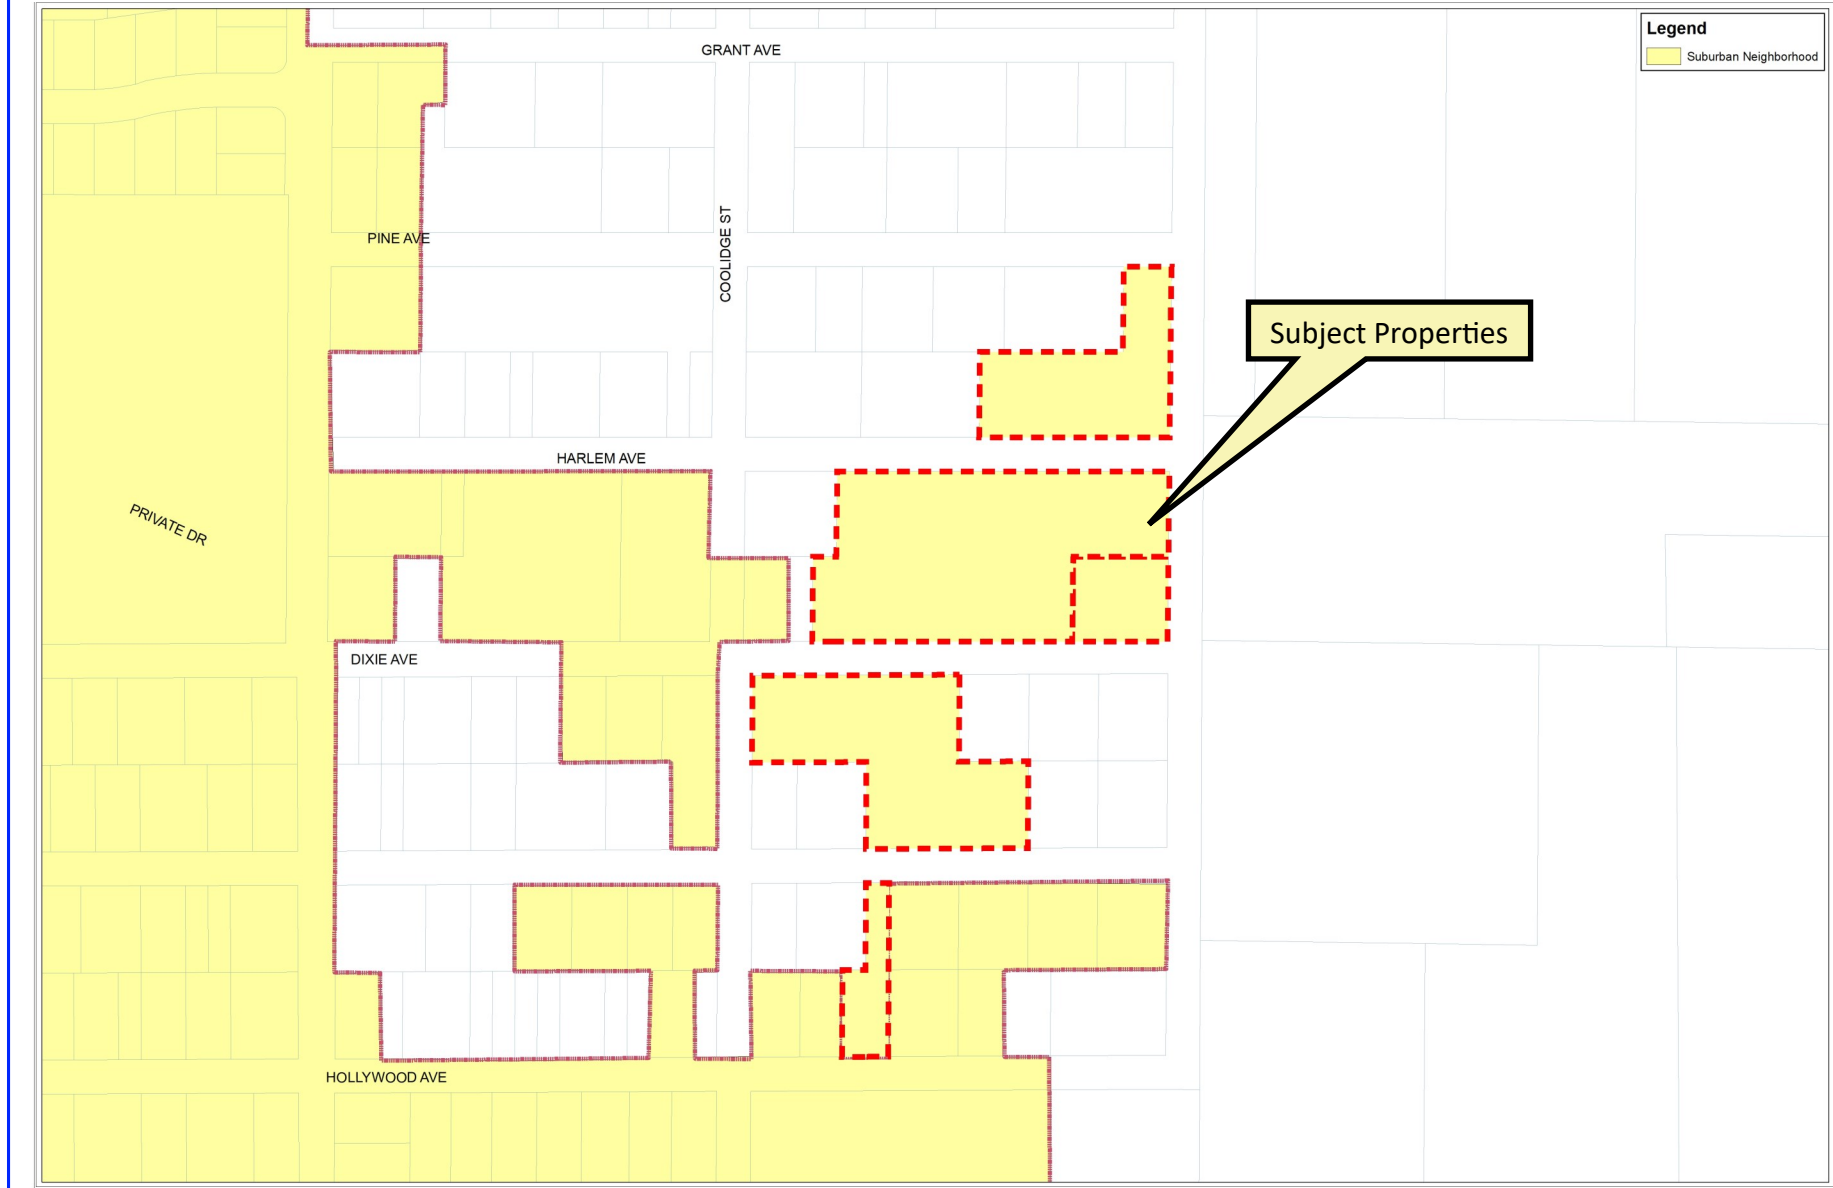 Legend
Suburban Neighborhood
GRANT AVE
PINE AVE
COOLIDGE ST
Subject Properties
HARLEM AVE
PRIVATE DR
DIXIE AVE
HOLLYWOOD AVE